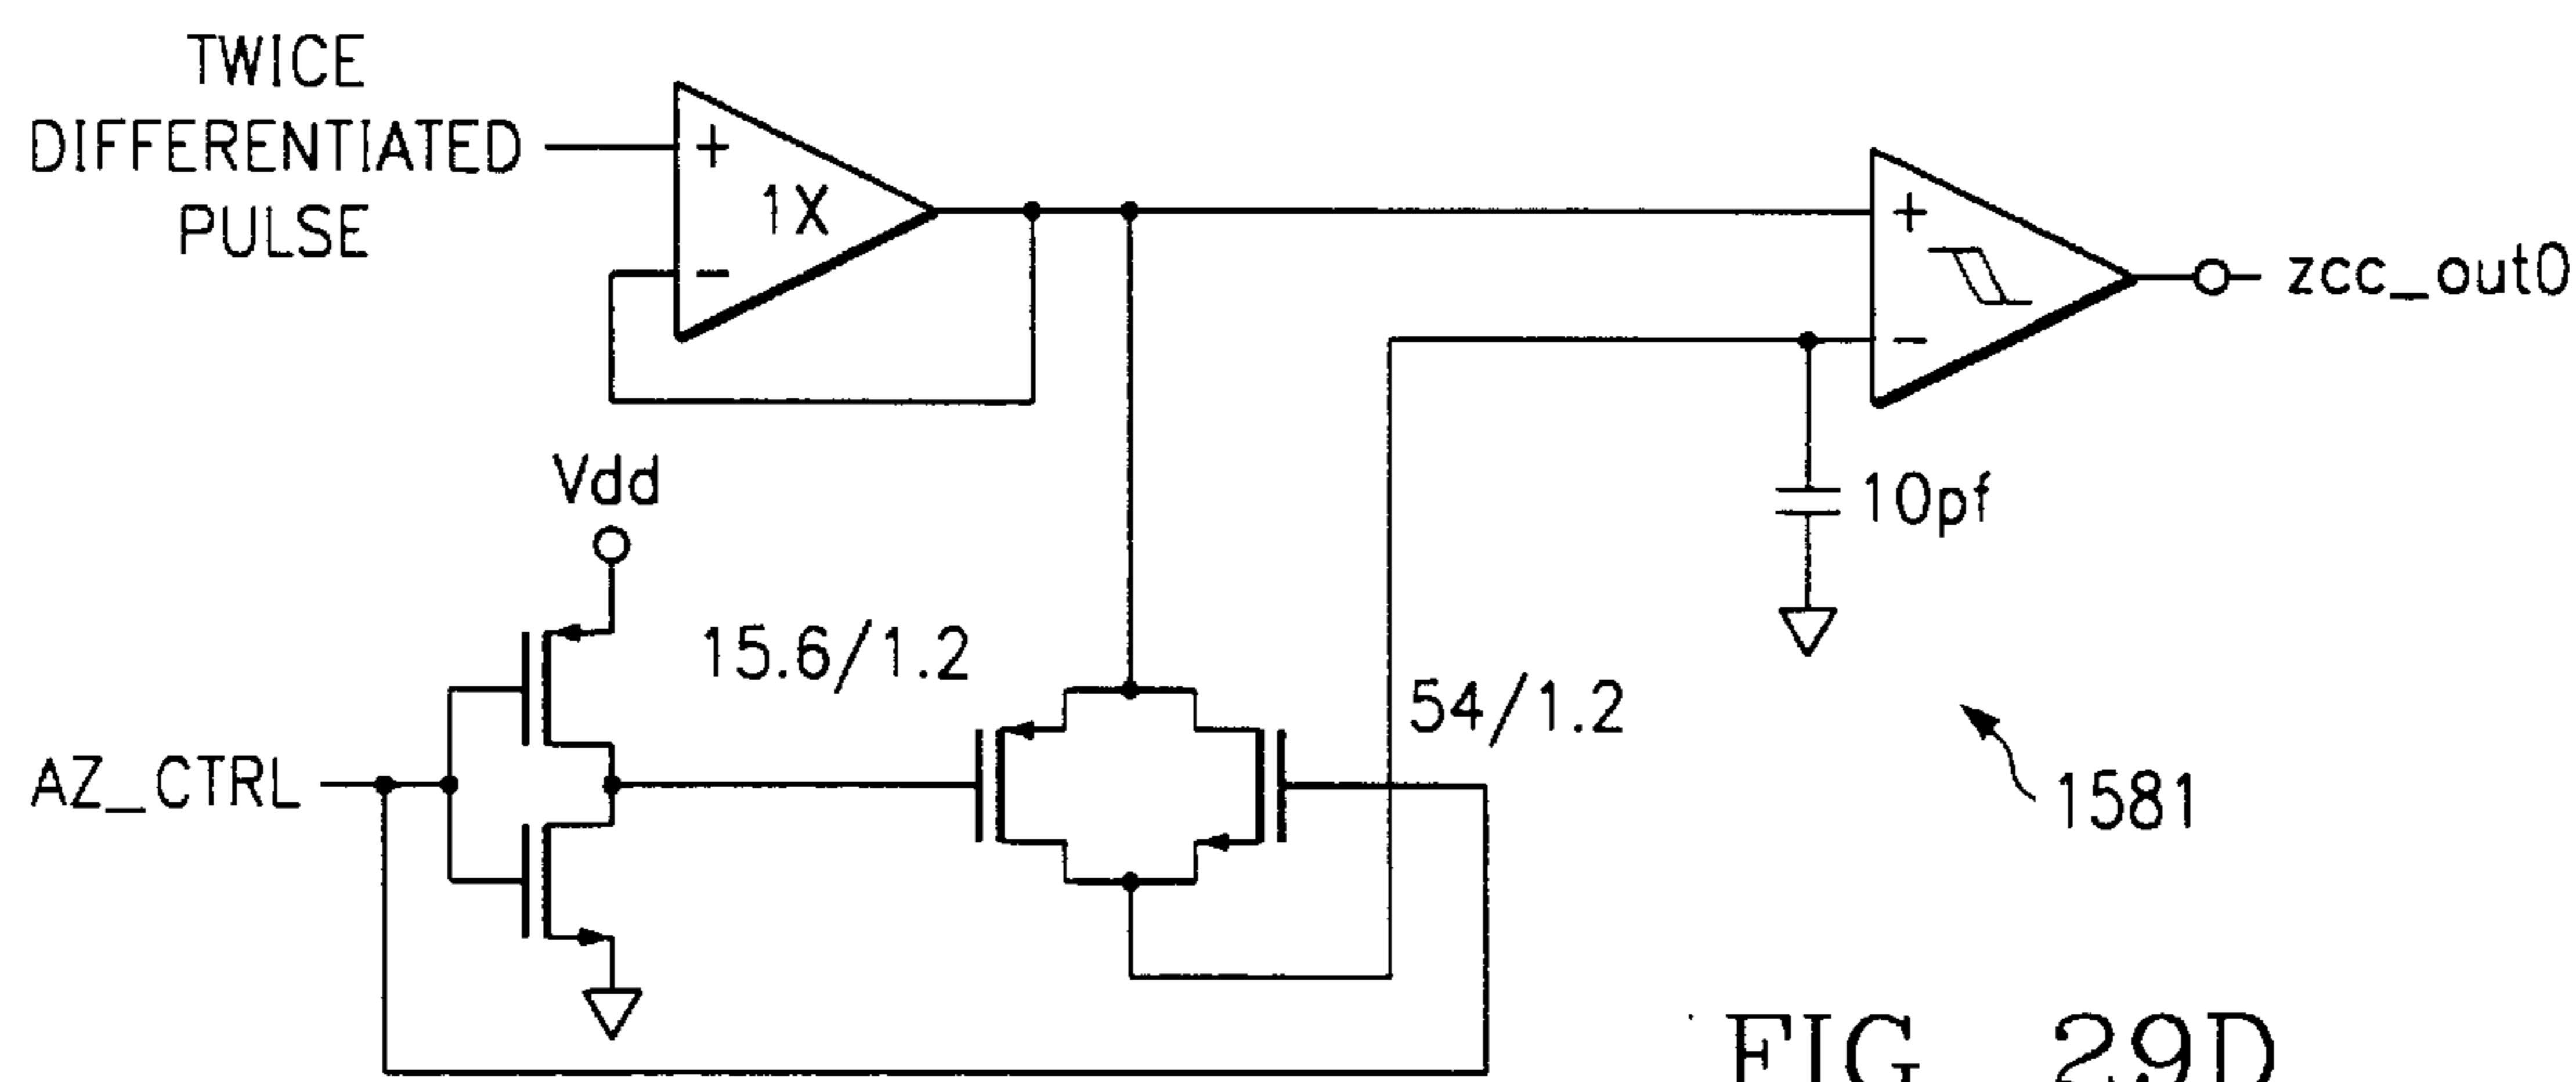 TWICE
DIFFERENTIATED
PULSE
+
1X
−
+
−
zcc_out0
Vdd
10pf
15.6/1.2
54/1.2
AZ_CTRL
1581
FIG. 29D